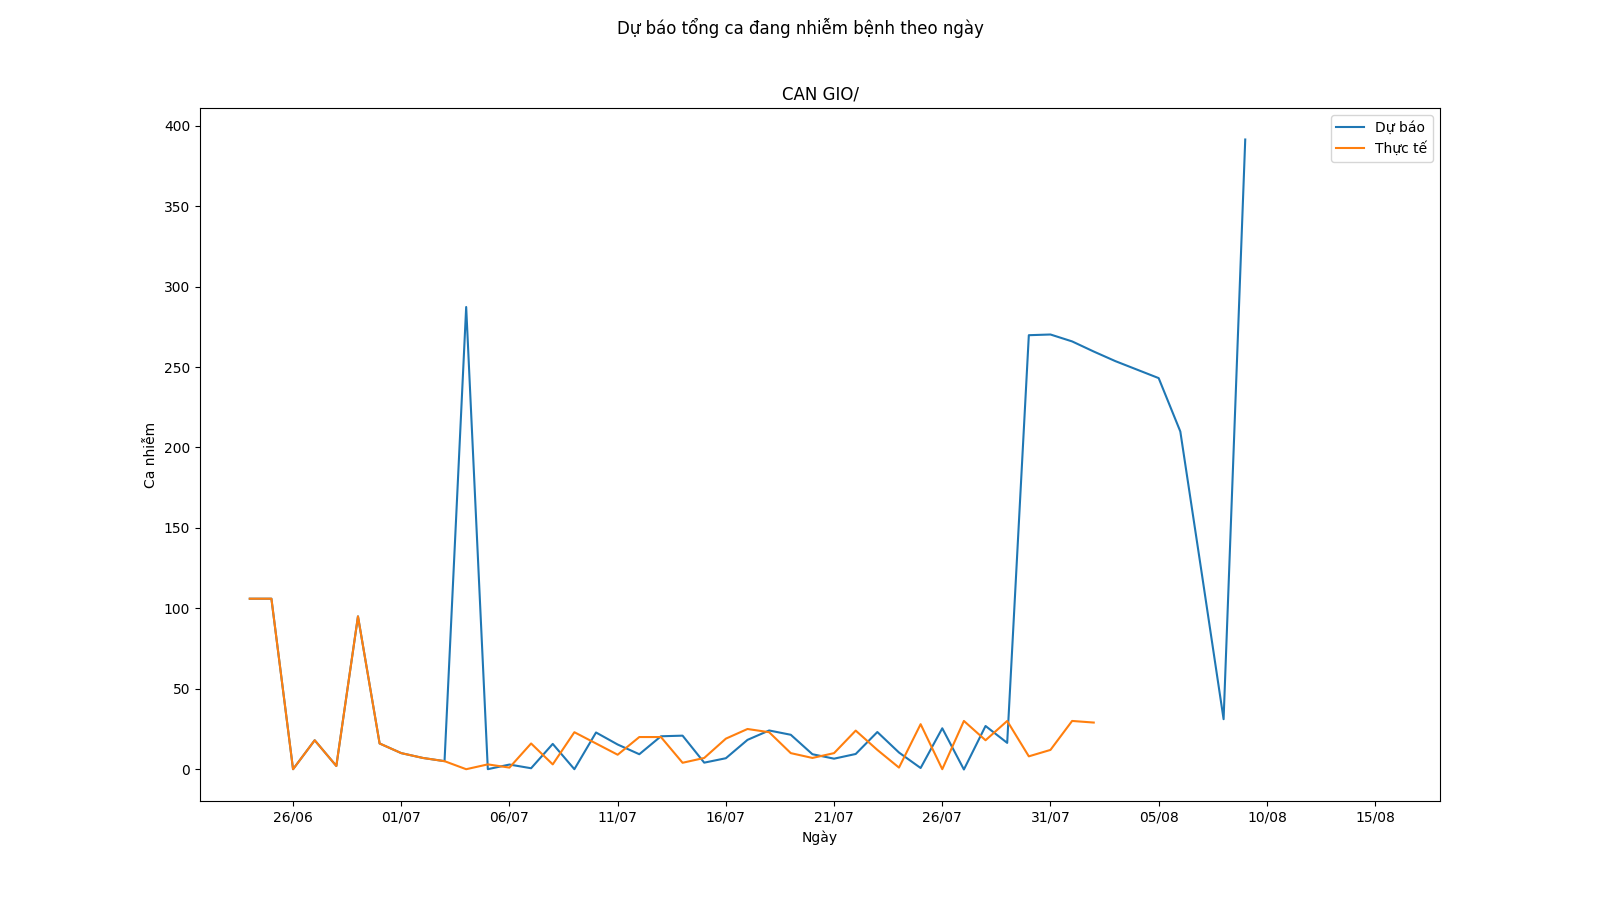 Dự báo tổng ca đang nhiễm bệnh theo ngày
CAN GIO/
Dự báo
Thực tế
Ca nhiễm
400
350
300
250
200
150
100
50
0
26/06 01/07 06/07 11/07 16/07 21/07 26/07 31/07 05/08 10/08 15/08
Ngày